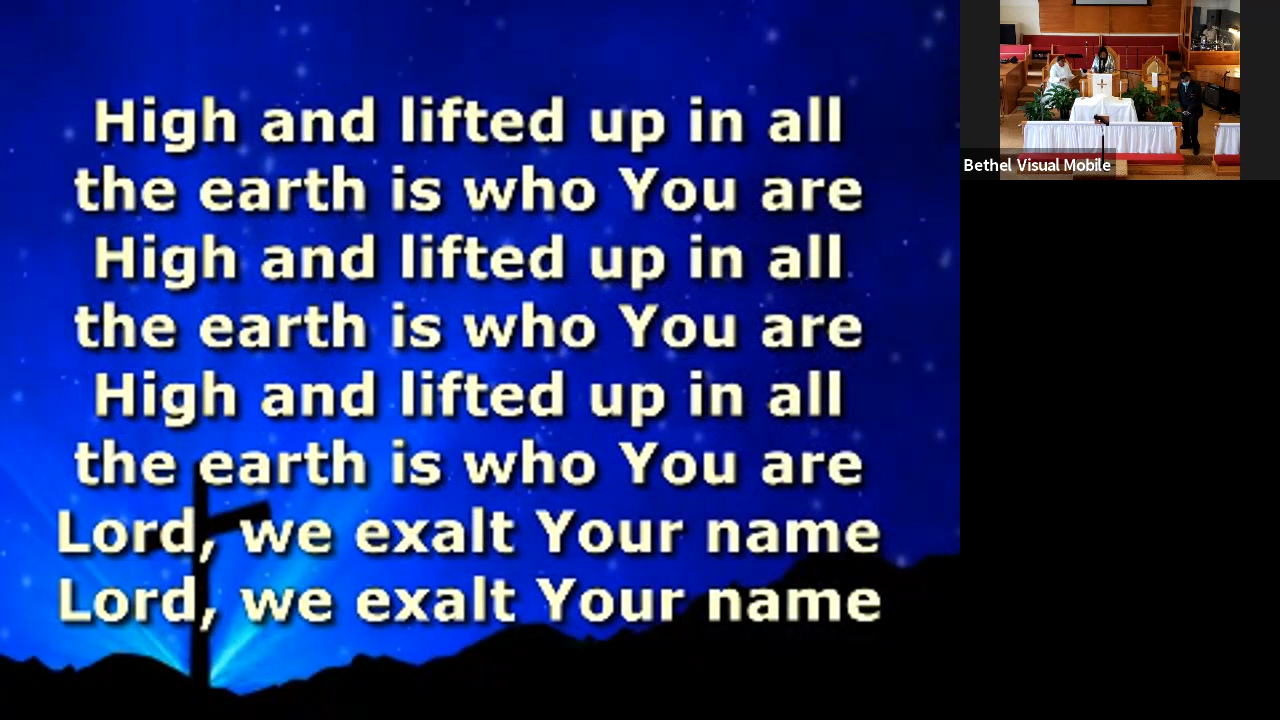 High and lifted up in all
the earth is who You are
High and lifted up in all
the earth is who You are
High and lifted up in all
the earth is who You are
Lord, we exalt Your name
Lord, we exalt Your name
Bethel Visual Mobile